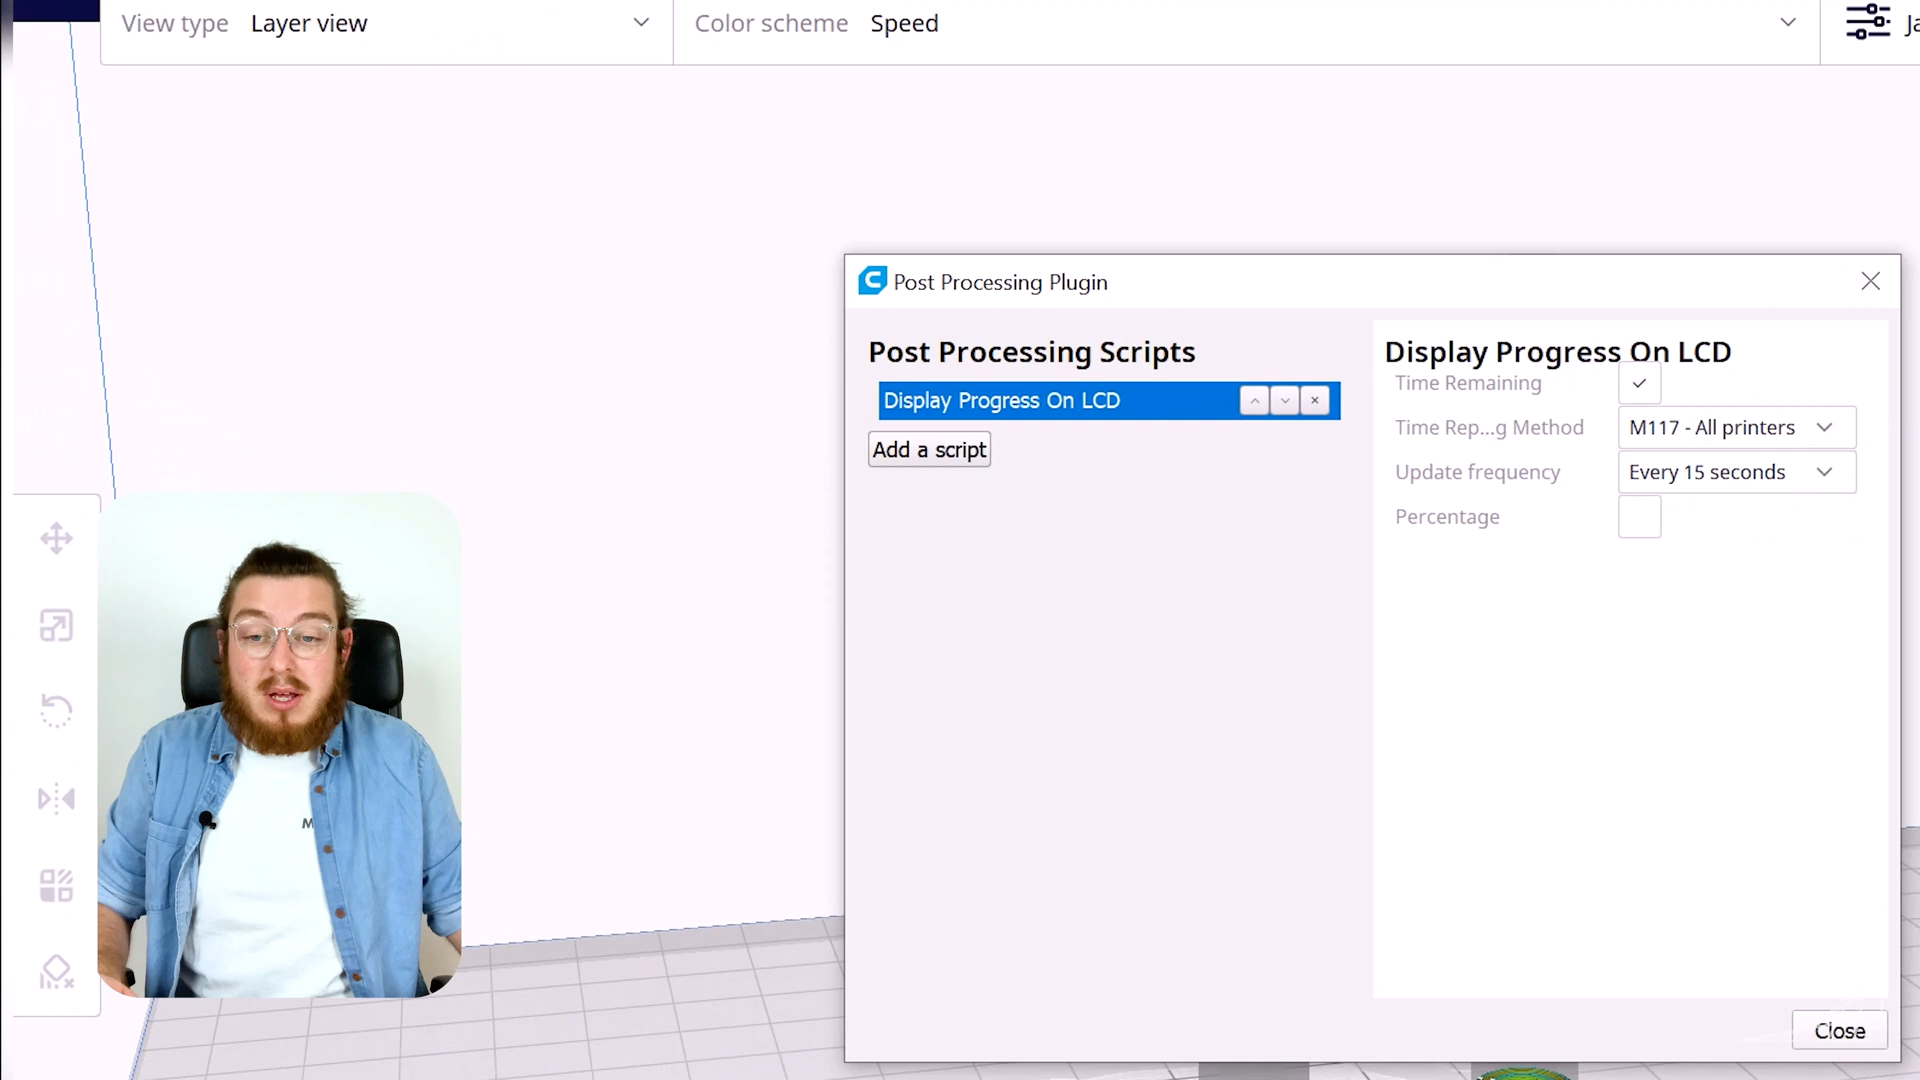 View type Layer view
Color scheme Speed
Ja
Post Processing Plugin
Post Processing Scripts
Display Progress On LCD
Add a script
Display Progress On LCD
Time Remaining
Time Rep...g Method M117 - All printers
Update frequency Every 15 seconds
Percentage
Close
M